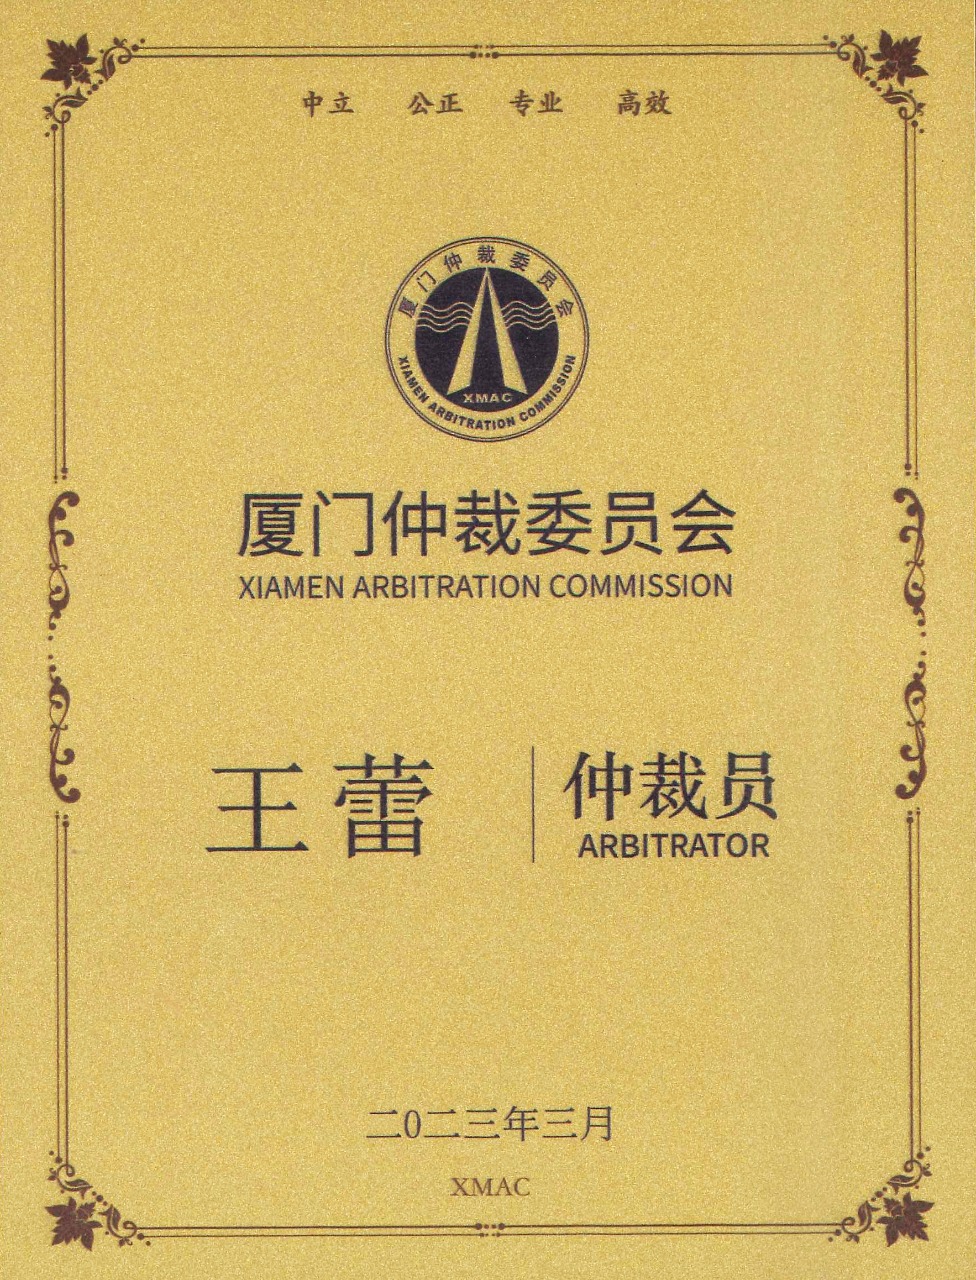 中立 公正 专业 高效
厦门仲裁委员会
XMAC
XIAMEN ARBITRATION COMMISSION
厦门仲裁委员会
XIAMEN ARBITRATION COMMISSION
王蕾 仲裁员
ARBITRATOR
二0二三年三月
XMAC